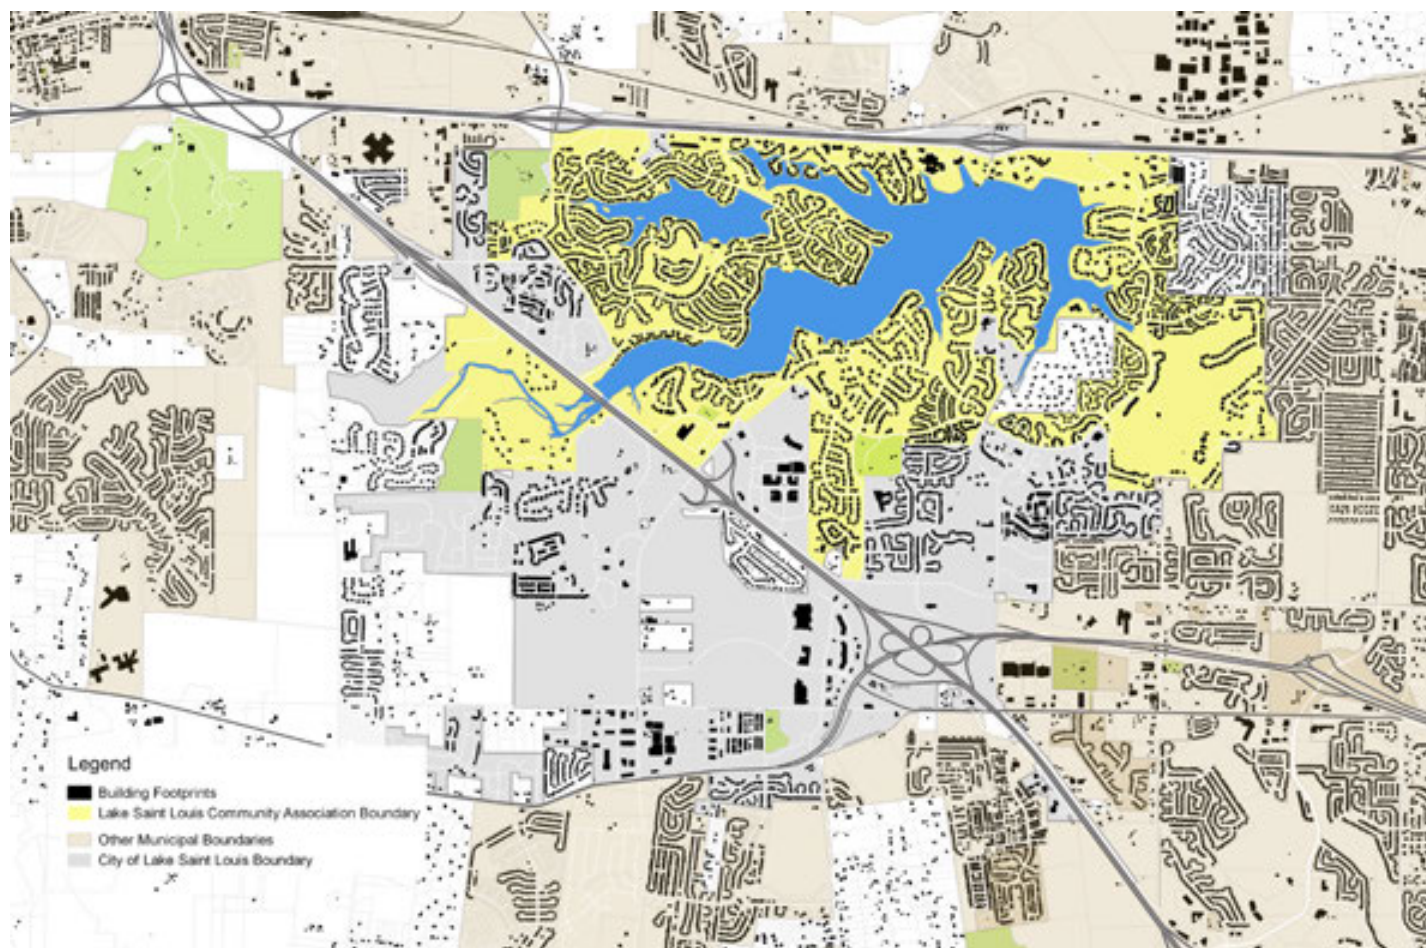 Legend
Building Footprints
Lake Saint Louis Community Association Boundary
Other Municipal Boundaries
City of Lake Saint Louis Boundary